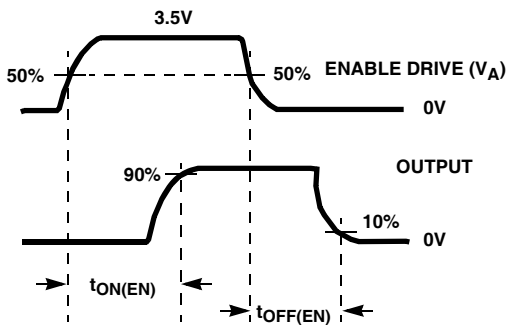 3.5V
50%
50%
ENABLE DRIVE (VA)
0V
90%
OUTPUT
10%
0V
tON(EN)
tOFF(EN)